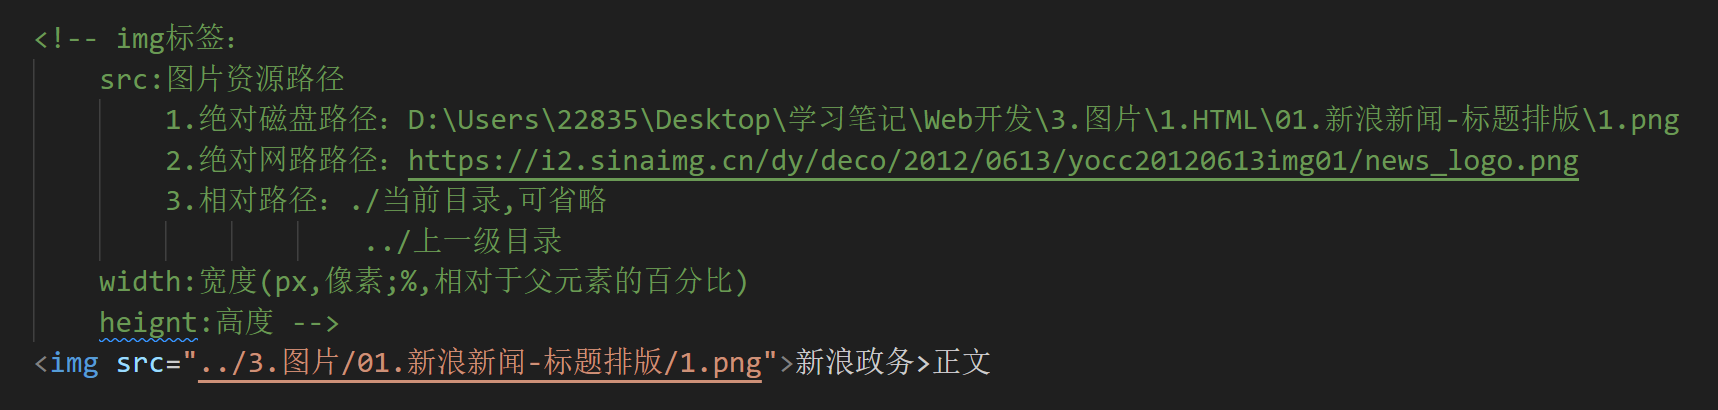 <!-- img标签：
src:图片资源路径
1.绝对磁盘路径：D:\Users\22835\Desktop\学习笔记\Web开发\3.图片\1.HTML\01.新浪新闻-标题排版\1.png
2.绝对网路路径：https://i2.sinaimg.cn/dy/deco/2012/0613/yocc20120613img01/news_logo.png
3.相对路径：./当前目录,可省略
../上一级目录
width:宽度(px,像素;%,相对于父元素的百分比)
heignt:高度 -->
<img src="../3.图片/01.新浪新闻-标题排版/1.png">新浪政务>正文